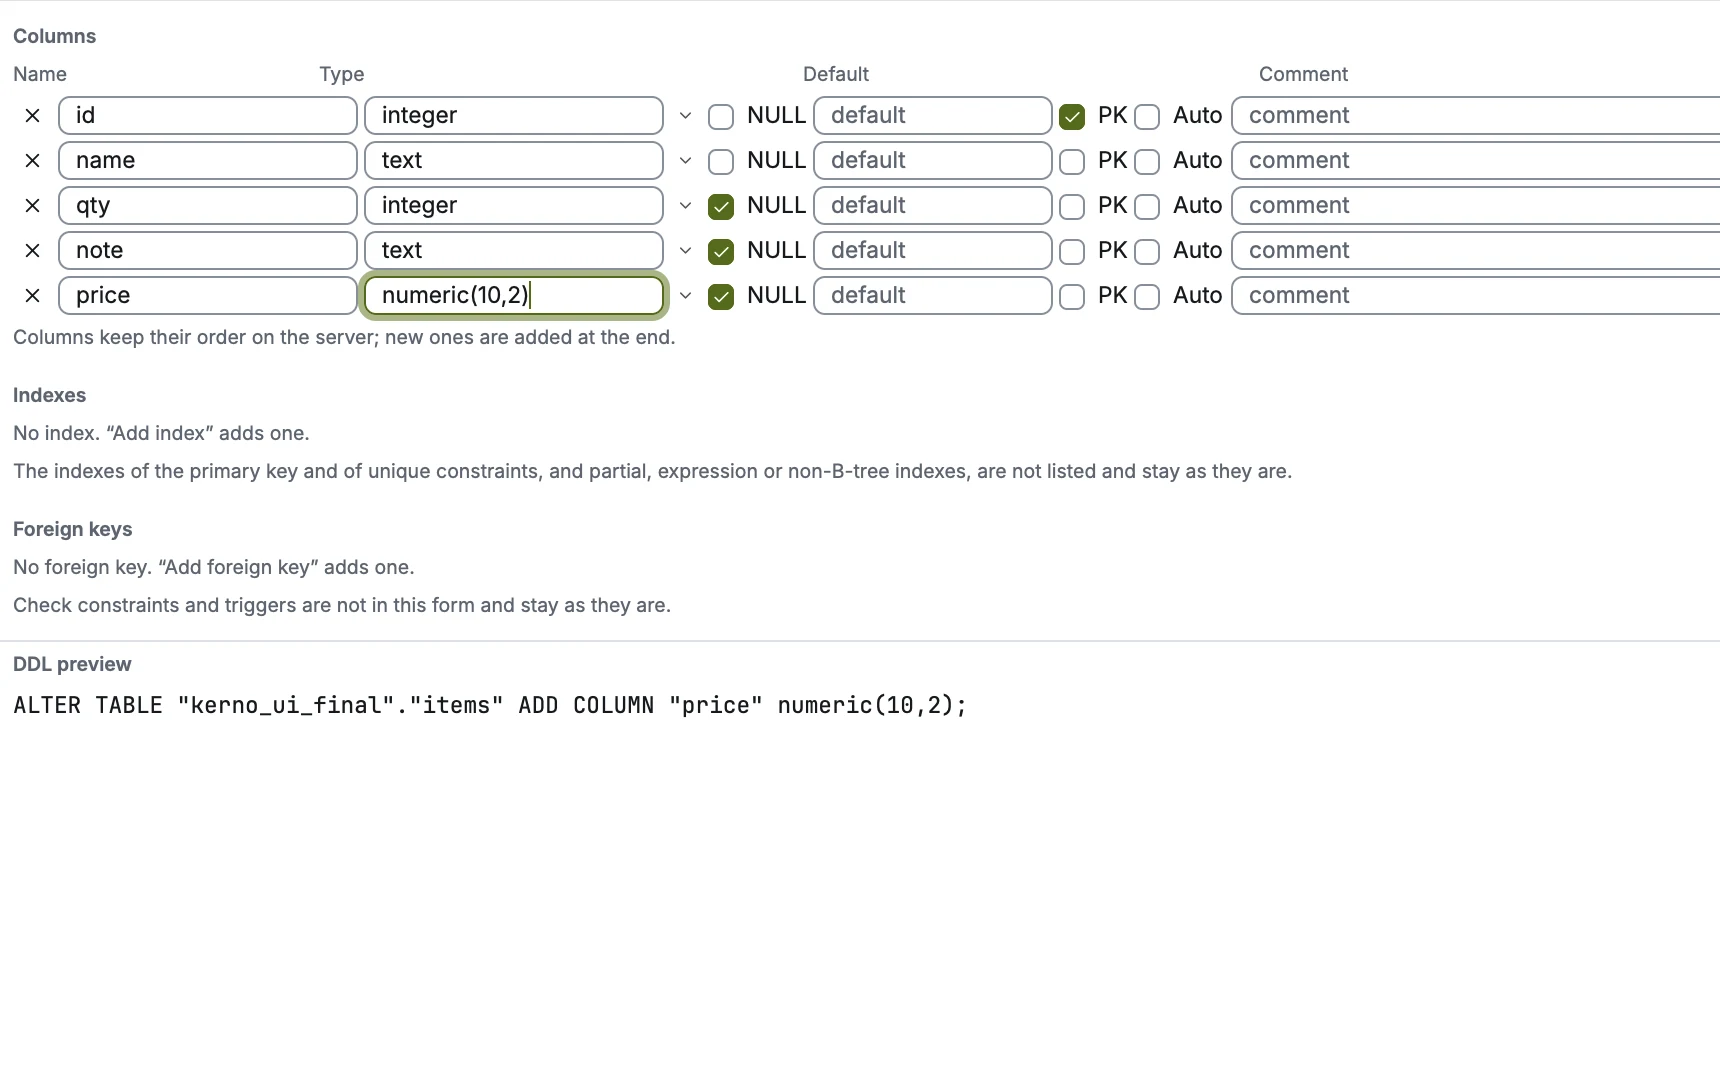 Columns
Name Type Default Comment
id integer NULL default PK Auto comment
name text NULL default PK Auto comment
qty integer NULL default PK Auto comment
note text NULL default PK Auto comment
price numeric(10,2) NULL default PK Auto comment
Columns keep their order on the server; new ones are added at the end.
Indexes
No index. “Add index” adds one.
The indexes of the primary key and of unique constraints, and partial, expression or non-B-tree indexes, are not listed and stay as they are.
Foreign keys
No foreign key. “Add foreign key” adds one.
Check constraints and triggers are not in this form and stay as they are.
DDL preview
ALTER TABLE "kerno_ui_final"."items" ADD COLUMN "price" numeric(10,2);